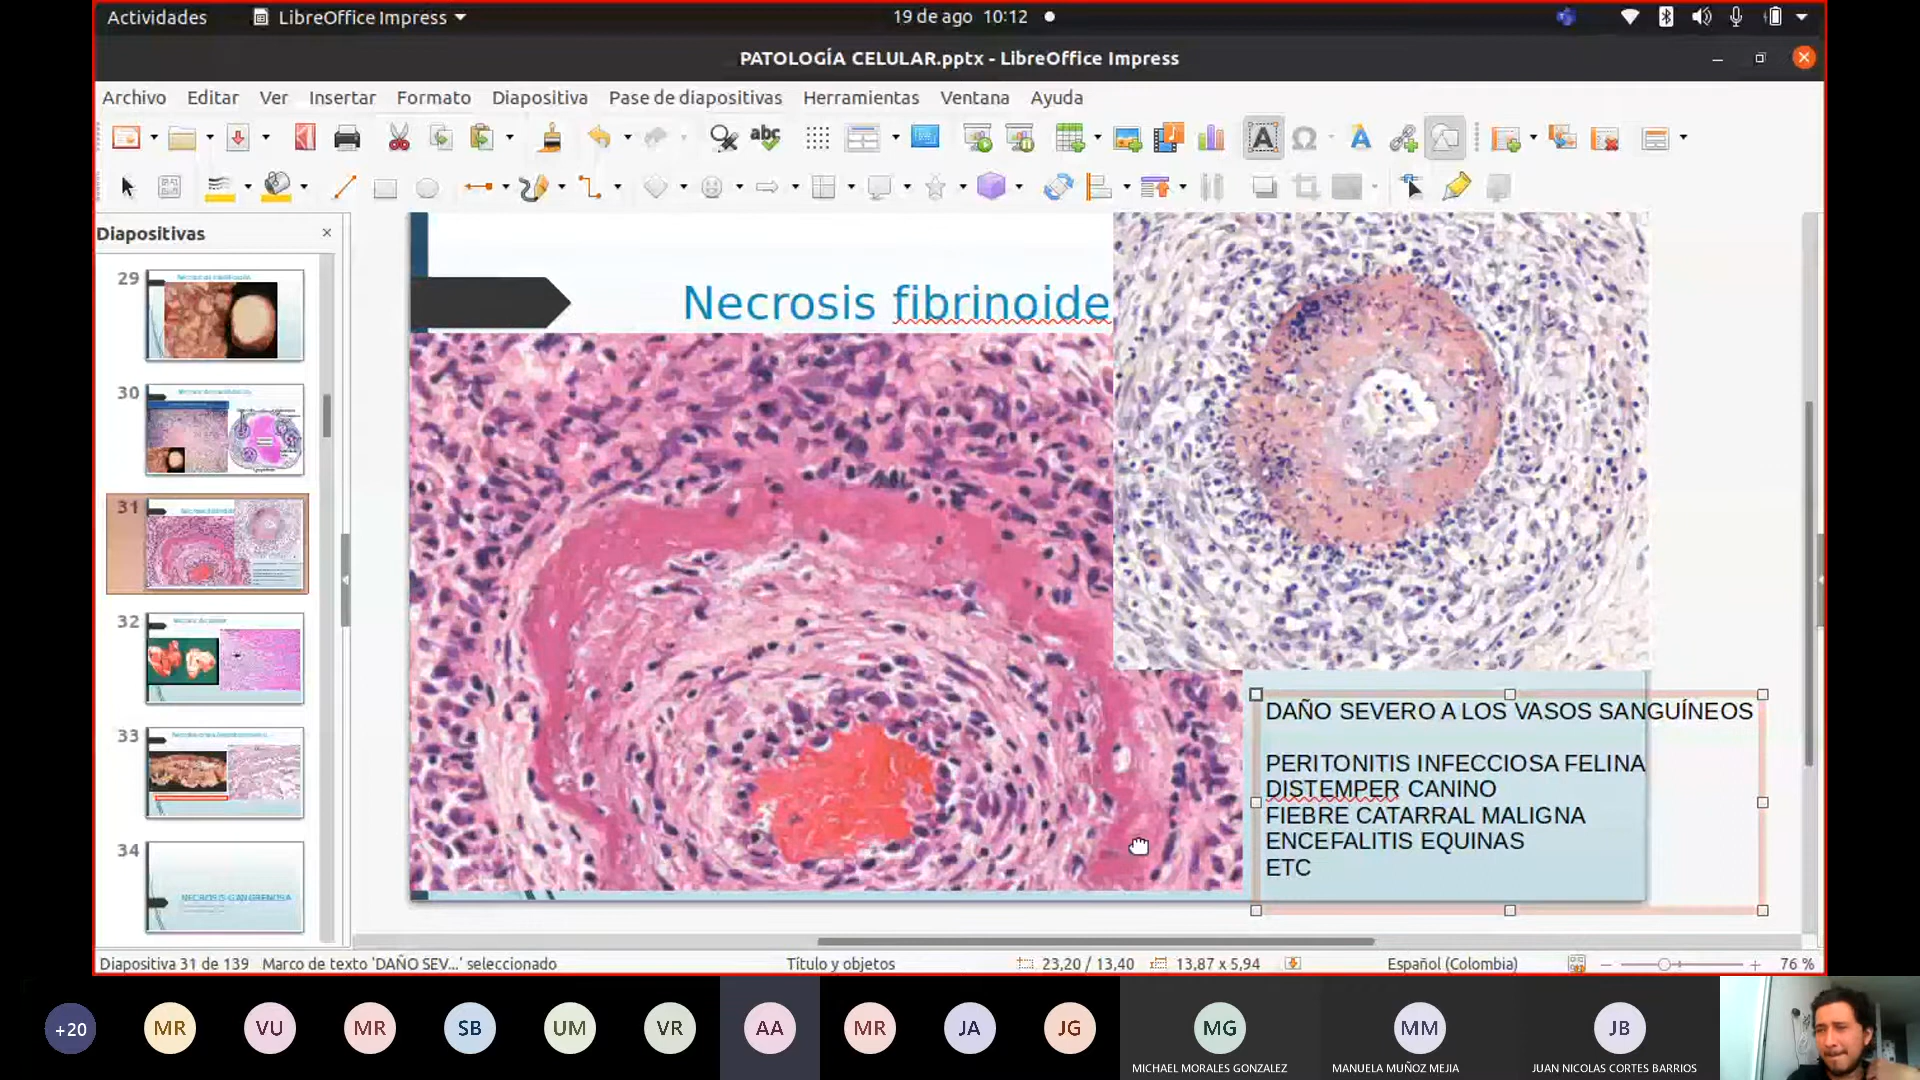 Actividades LibreOffice Impress 19 de ago 10:12
PATOLOGÍA CELULAR.pptx - LibreOffice Impress
Archivo Editar Ver Insertar Formato Diapositiva Pase de diapositivas Herramientas Ventana Ayuda
Diapositivas
29
30
31
32
33
34
NECROSIS GANGRENOSA
Necrosis fibrinoide
DAÑO SEVERO A LOS VASOS SANGUÍNEOS
PERITONITIS INFECCIOSA FELINA
DISTEMPER CANINO
FIEBRE CATARRAL MALIGNA
ENCEFALITIS EQUINAS
ETC
Diapositiva 31 de 139 Marco de texto 'DAÑO SEV...' seleccionado Título y objetos 23,20 / 13,40 13,87 x 5,94 Español (Colombia) 76 %
+20 MR VU MR SB UM VR AA MR JA JG MG MM JB
MICHAEL MORALES GONZALEZ MANUELA MUÑOZ MEJIA JUAN NICOLAS CORTES BARRIOS